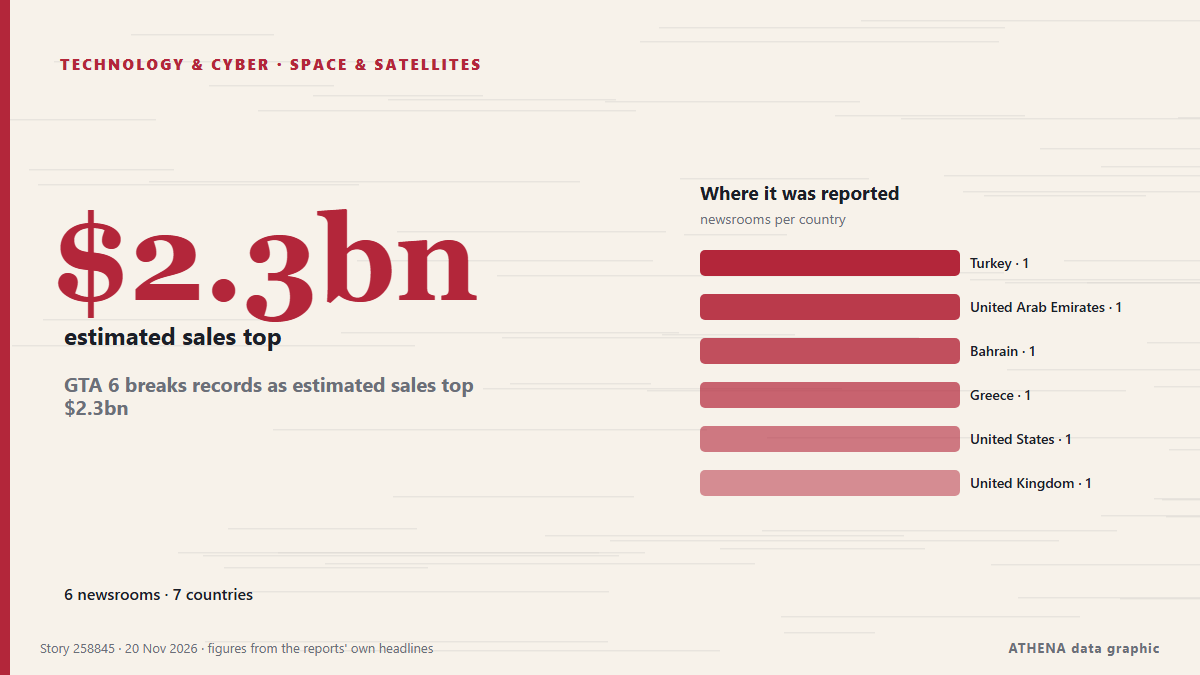 TECHNOLOGY & CYBER · SPACE & SATELLITES
$2.3bn
estimated sales top
GTA 6 breaks records as estimated sales top
$2.3bn
Where it was reported
newsrooms per country
Turkey · 1
United Arab Emirates · 1
Bahrain · 1
Greece · 1
United States · 1
United Kingdom · 1
6 newsrooms · 7 countries
Story 258845 · 20 Nov 2026 · figures from the reports' own headlines
ATHENA data graphic